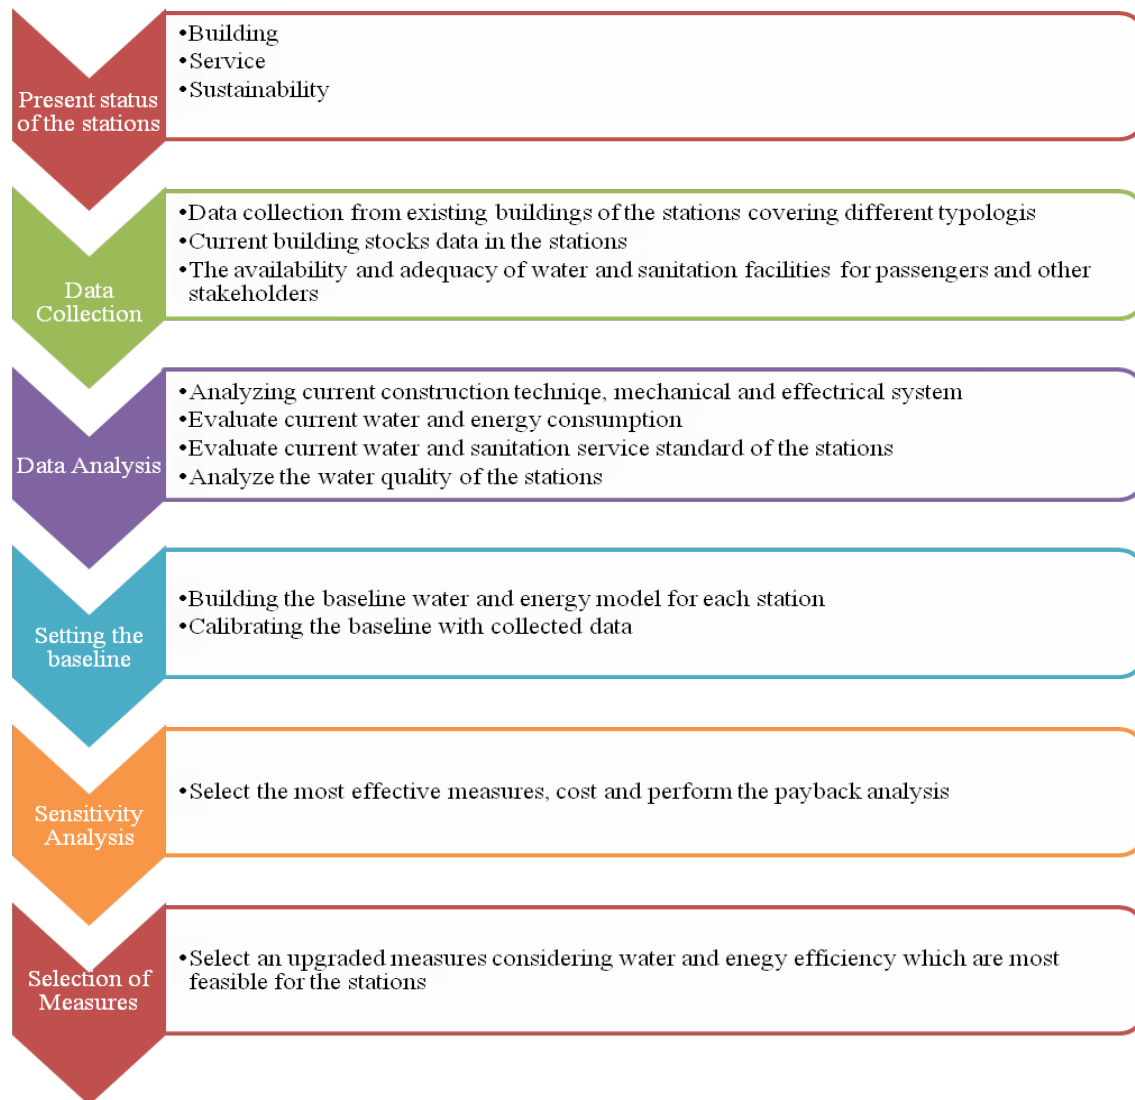 Present status
of the stations
•Building
•Service
•Sustainability
Data
Collection
•Data collection from existing buildings of the stations covering different typologis
•Current building stocks data in the stations
•The availability and adequacy of water and sanitation facilities for passengers and other
stakeholders
Data Analysis
•Analyzing current construction techniqe, mechanical and effectrical system
•Evaluate current water and energy consumption
•Evaluate current water and sanitation service standard of the stations
•Analyze the water quality of the stations
Setting the
baseline
•Building the baseline water and energy model for each station
•Calibrating the baseline with collected data
Sensitivity
Analysis
•Select the most effective measures, cost and perform the payback analysis
Selection of
Measures
•Select an upgraded measures considering water and enegy efficiency which are most
feasible for the stations